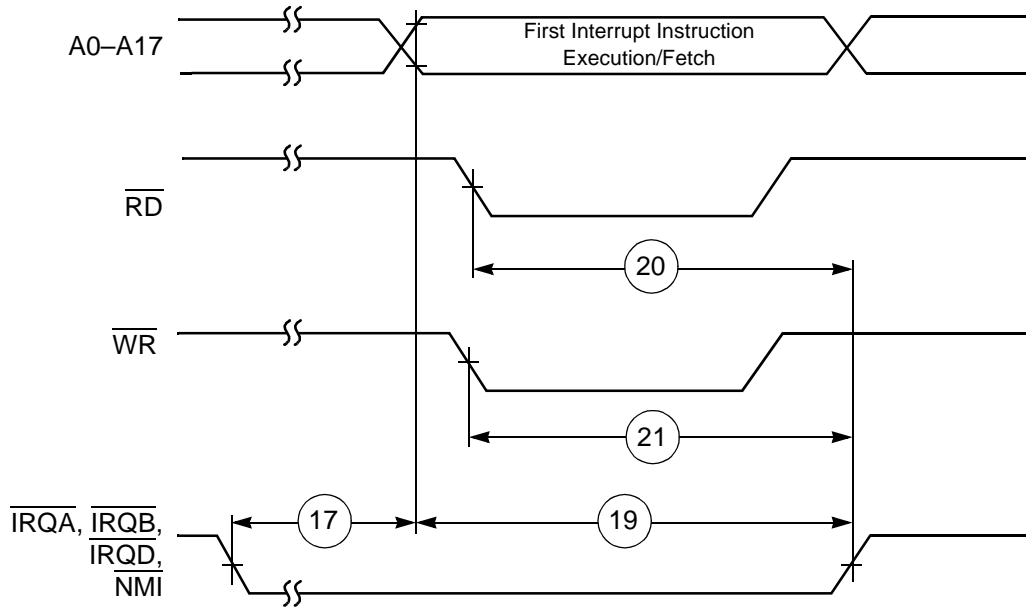 A0–A17
First Interrupt Instruction
Execution/Fetch
RD
20
WR
21
IRQA, IRQB,
IRQD,
NMI
17
19